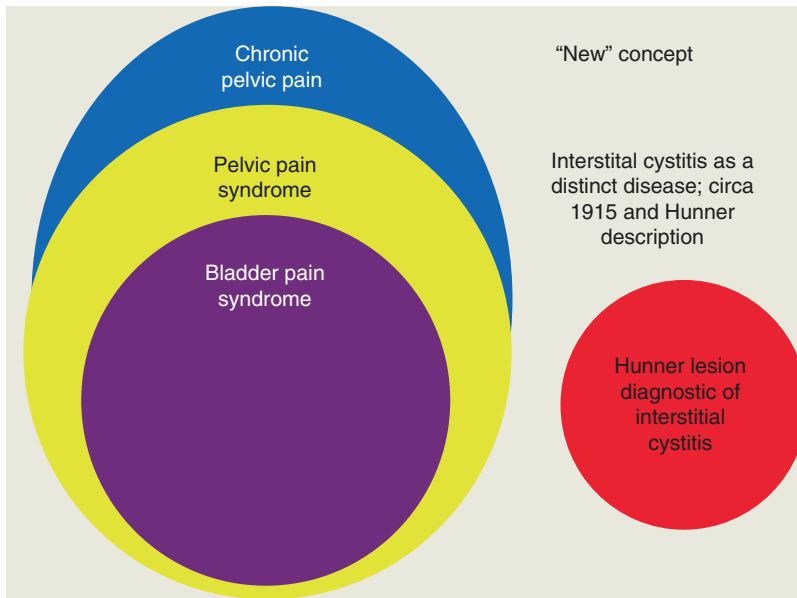 Chronic
pelvic pain
Pelvic pain
syndrome
Bladder pain
syndrome
“New” concept
Interstital cystitis as a
distinct disease; circa
1915 and Hunner
description
Hunner lesion
diagnostic of
interstitial
cystitis